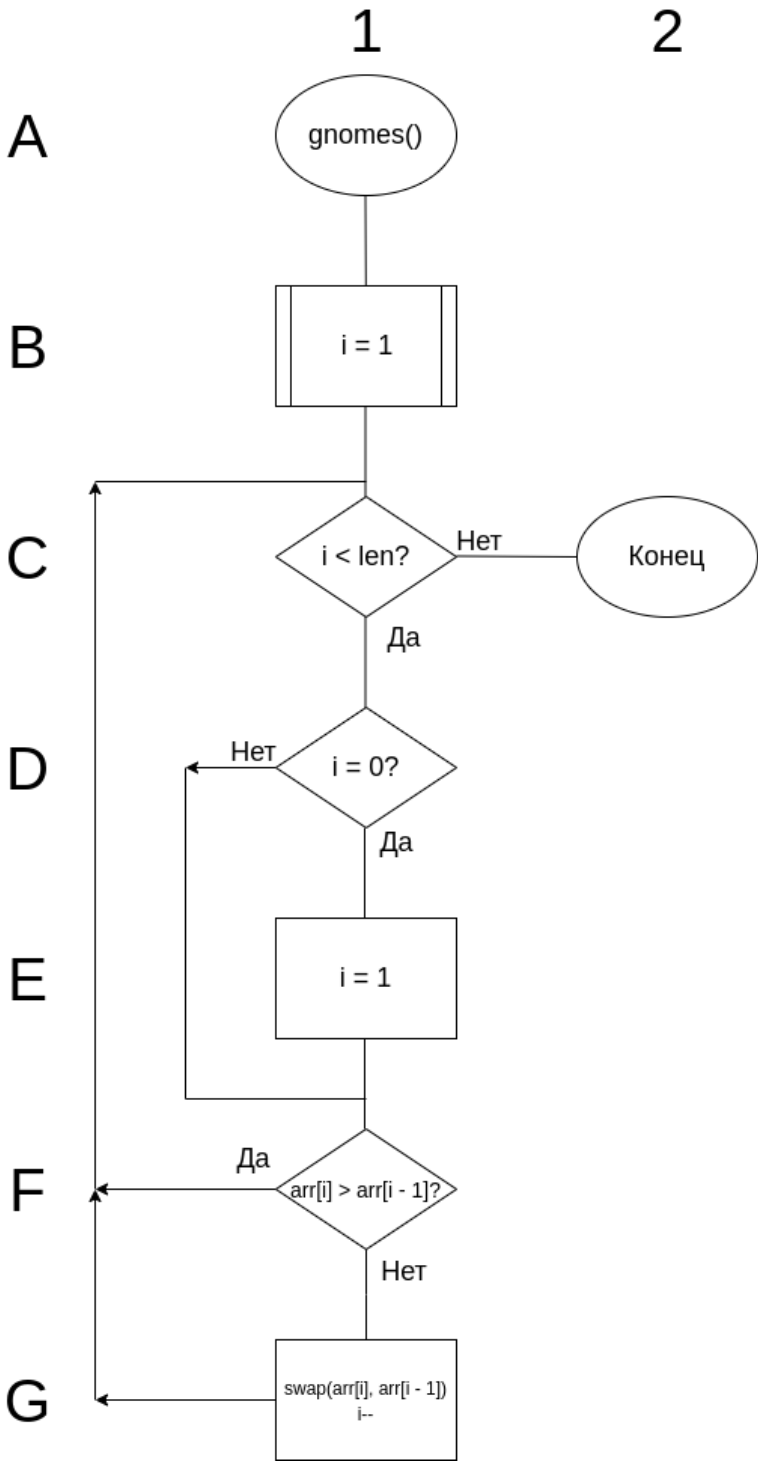 1 2
A
gnomes()
B
i = 1
C
i < len?
Нет
Конец
Да
D
Нет
i = 0?
Да
E
i = 1
Да
F
arr[i] > arr[i - 1]?
Нет
G
swap(arr[i], arr[i - 1])
i--